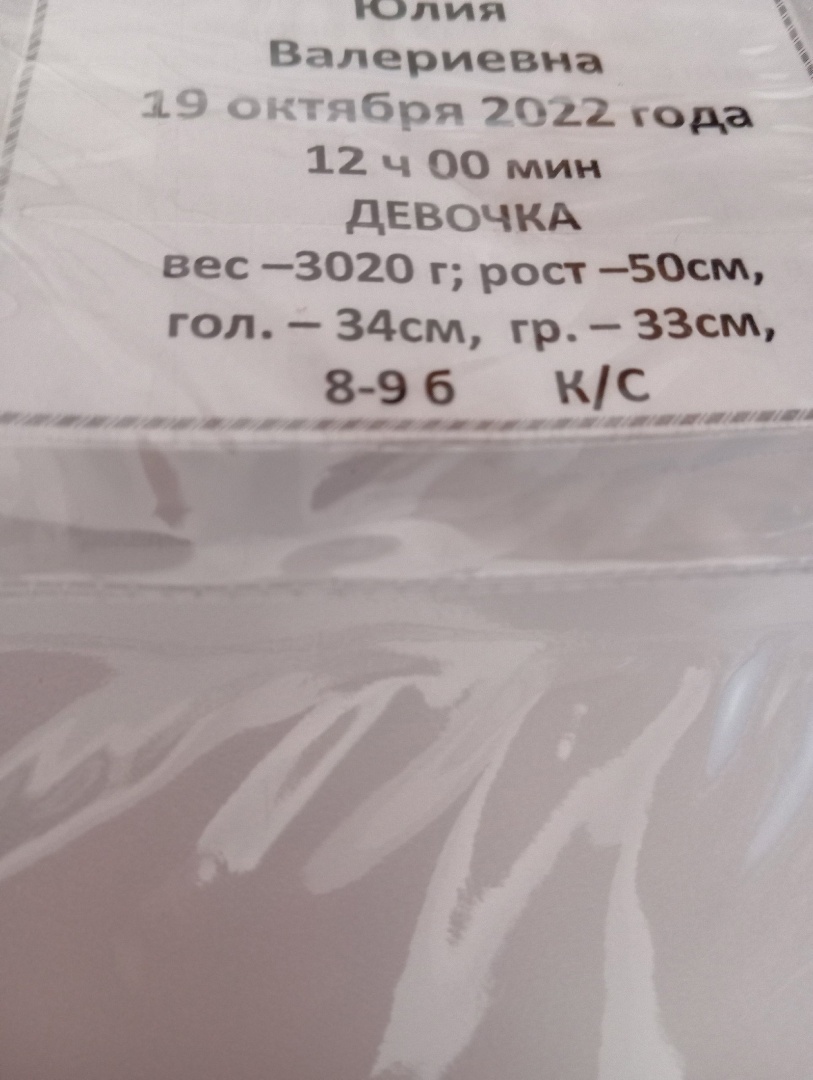 Юлия
Валериевна
19 октября 2022 года
12 ч 00 мин
ДЕВОЧКА
вес –3020 г; рост –50см,
гол. – 34см, гр. – 33см,
8-9 б К/С